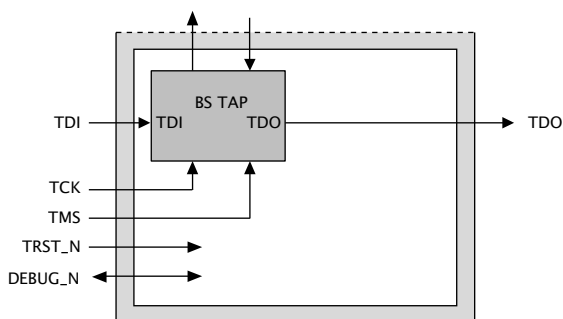 BS TAP
TDI TDI TDO TDO
TCK
TMS
TRST_N
DEBUG_N